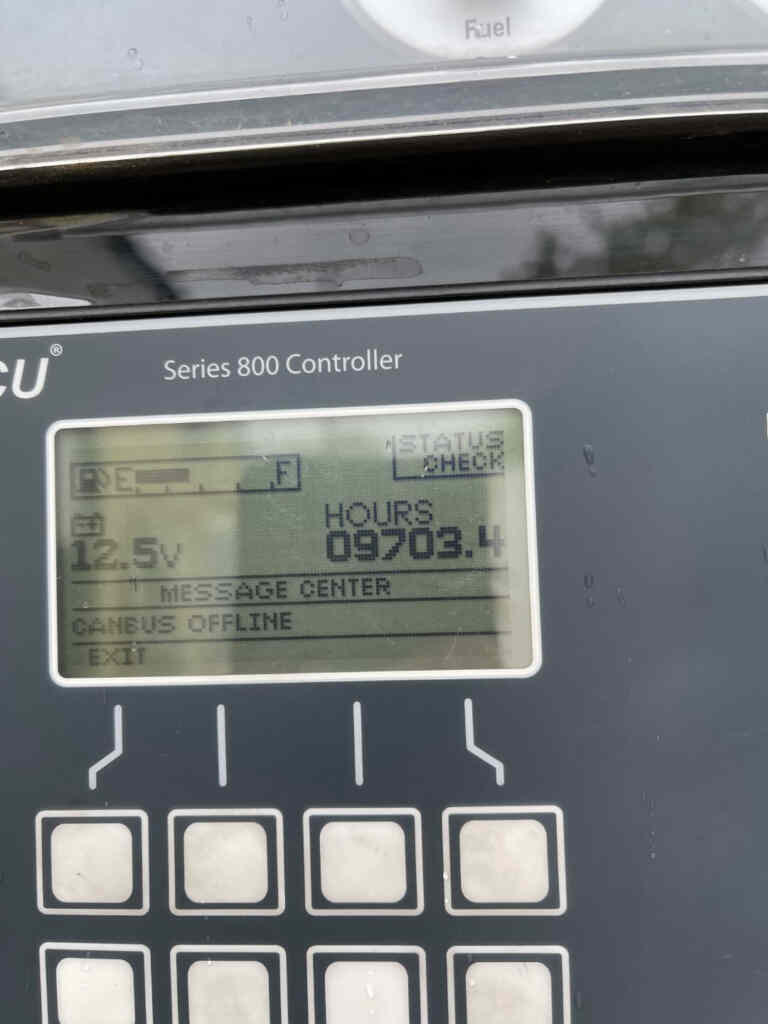 Fuel
CU®
Series 800 Controller
STATUS
CHECK
E F
HOURS
12.5V 09703.4
MESSAGE CENTER
CANBUS OFFLINE
EXIT